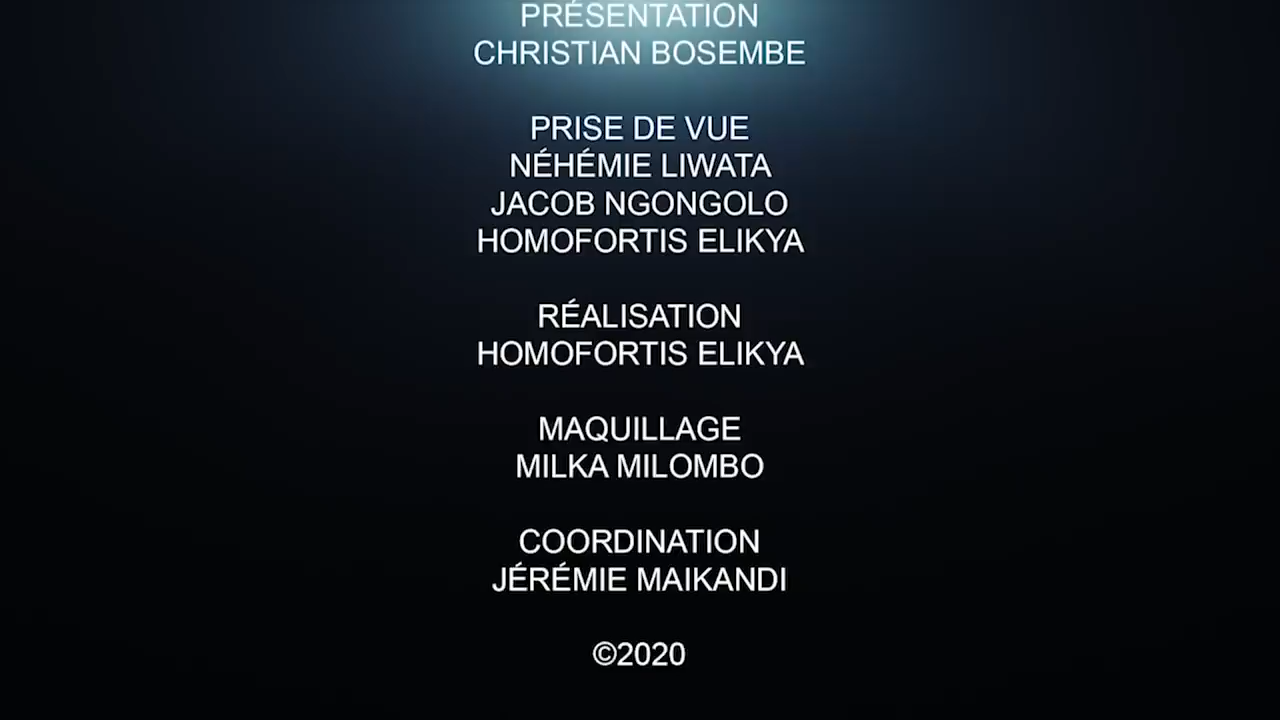 PRÉSENTATION
CHRISTIAN BOSEMBE
PRISE DE VUE
NÉHÉMIE LIWATA
JACOB NGONGOLO
HOMOFORTIS ELIKYA
RÉALISATION
HOMOFORTIS ELIKYA
MAQUILLAGE
MILKA MILOMBO
COORDINATION
JÉRÉMIE MAIKANDI
©2020